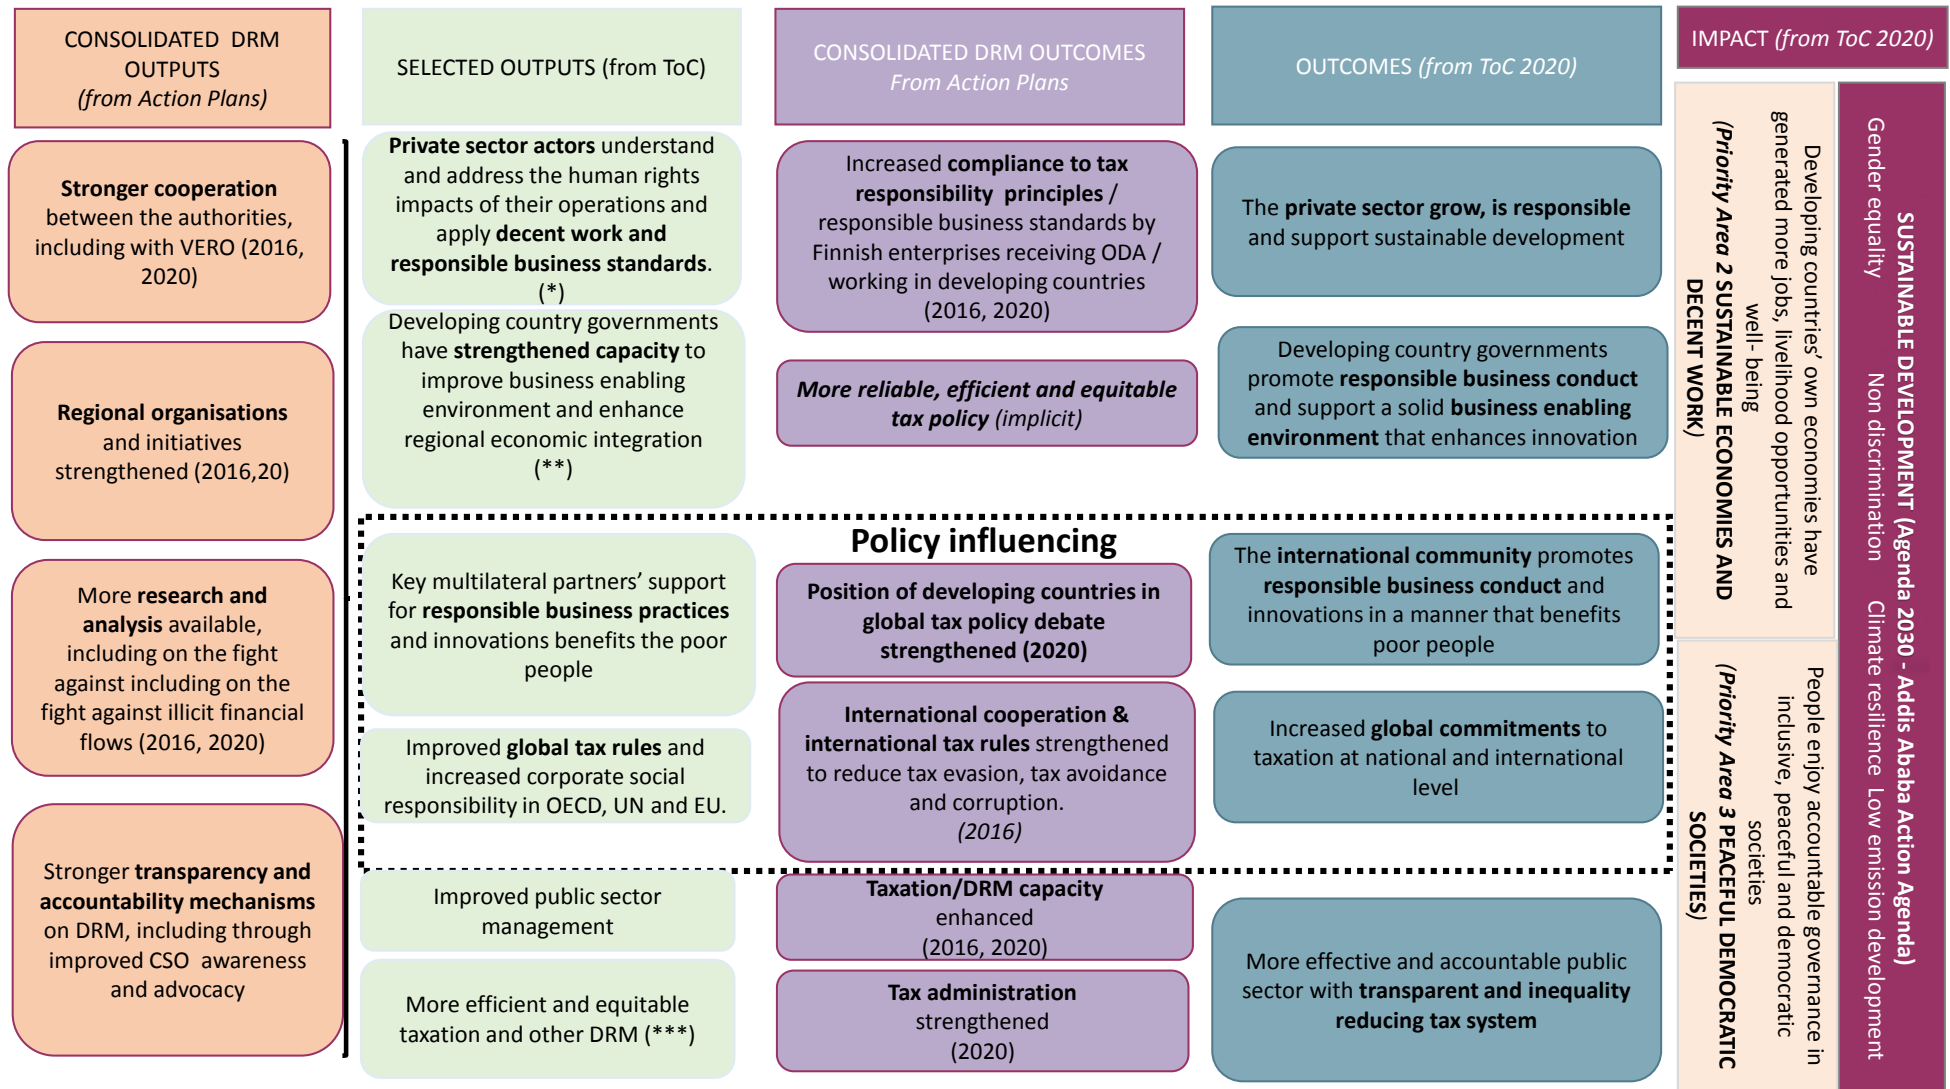 CONSOLIDATED DRM
OUTPUTS
(from Action Plans)
Stronger cooperation
between the authorities,
including with VERO (2016,
2020)
Regional organisations
and initiatives
strengthened (2016,20)
More research and
analysis available,
including on the fight
against including on the
fight against illicit financial
flows (2016, 2020)
Stronger transparency and
accountability mechanisms
on DRM, including through
improved CSO awareness
and advocacy
SELECTED OUTPUTS (from ToC)
Private sector actors understand
and address the human rights
impacts of their operations and
apply decent work and
responsible business standards.
(*)
Developing country governments
have strengthened capacity to
improve business enabling
environment and enhance
regional economic integration
(**)
Key multilateral partners' support
for responsible business practices
and innovations benefits the poor
people
Improved global tax rules and
increased corporate social
responsibility in OECD, UN and EU.
Improved public sector
management
More efficient and equitable
taxation and other DRM (***)
CONSOLIDATED DRM OUTCOMES
From Action Plans
Increased compliance to tax
responsibility principles /
responsible business standards by
Finnish enterprises receiving ODA /
working in developing countries
(2016, 2020)
More reliable, efficient and equitable
tax policy (implicit)
Policy influencing
Position of developing countries in
global tax policy debate
strengthened (2020)
International cooperation &
international tax rules strengthened
to reduce tax evasion, tax avoidance
and corruption.
(2016)
Taxation/DRM capacity
enhanced
(2016, 2020)
Tax administration
strengthened
(2020)
OUTCOMES (from ToC 2020)
The private sector grow, is responsible
and support sustainable development
Developing country governments
promote responsible business conduct
and support a solid business enabling
environment that enhances innovation
The international community promotes
responsible business conduct and
innovations in a manner that benefits
poor people
Increased global commitments to
taxation at national and international
level
More effective and accountable public
sector with transparent and inequality
reducing tax system
IMPACT (from ToC 2020)
Developing countries' own economies have
generated more jobs, livelihood opportunities and
well- being
(Priority Area 2 SUSTAINABLE ECONOMIES AND
DECENT WORK)
People enjoy accountable governance in
inclusive, peaceful and democratic
societies
(Priority Area 3 PEACEFUL DEMOCRATIC
SOCIETIES)
SUSTAINABLE DEVELOPMENT (Agenda 2030 - Addis Ababa Action Agenda)
Gender equality Non discrimination Climate resilience Low emission development